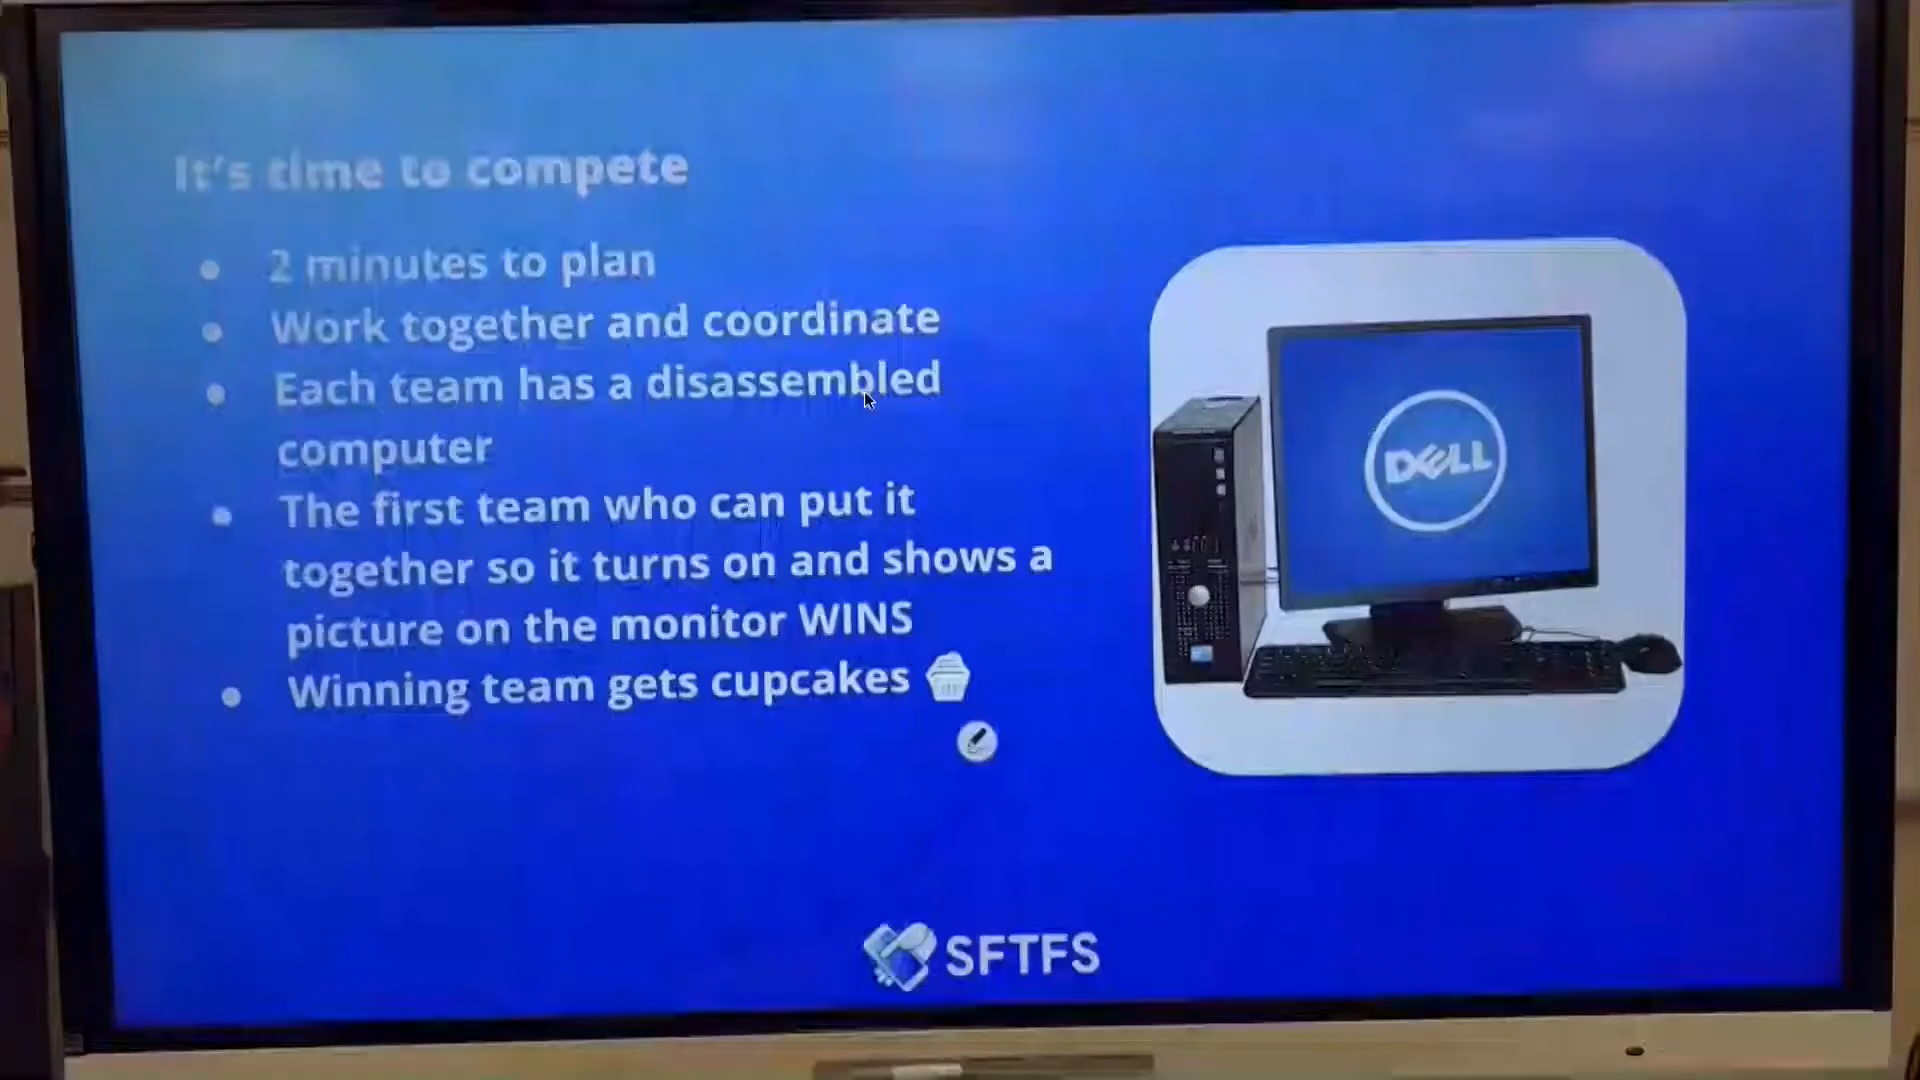 It's time to compete
2 minutes to plan
Work together and coordinate
Each team has a disassembled
computer
The first team who can put it
together so it turns on and shows a
picture on the monitor WINS
Winning team gets cupcakes 🧁
DELL
SFTFS